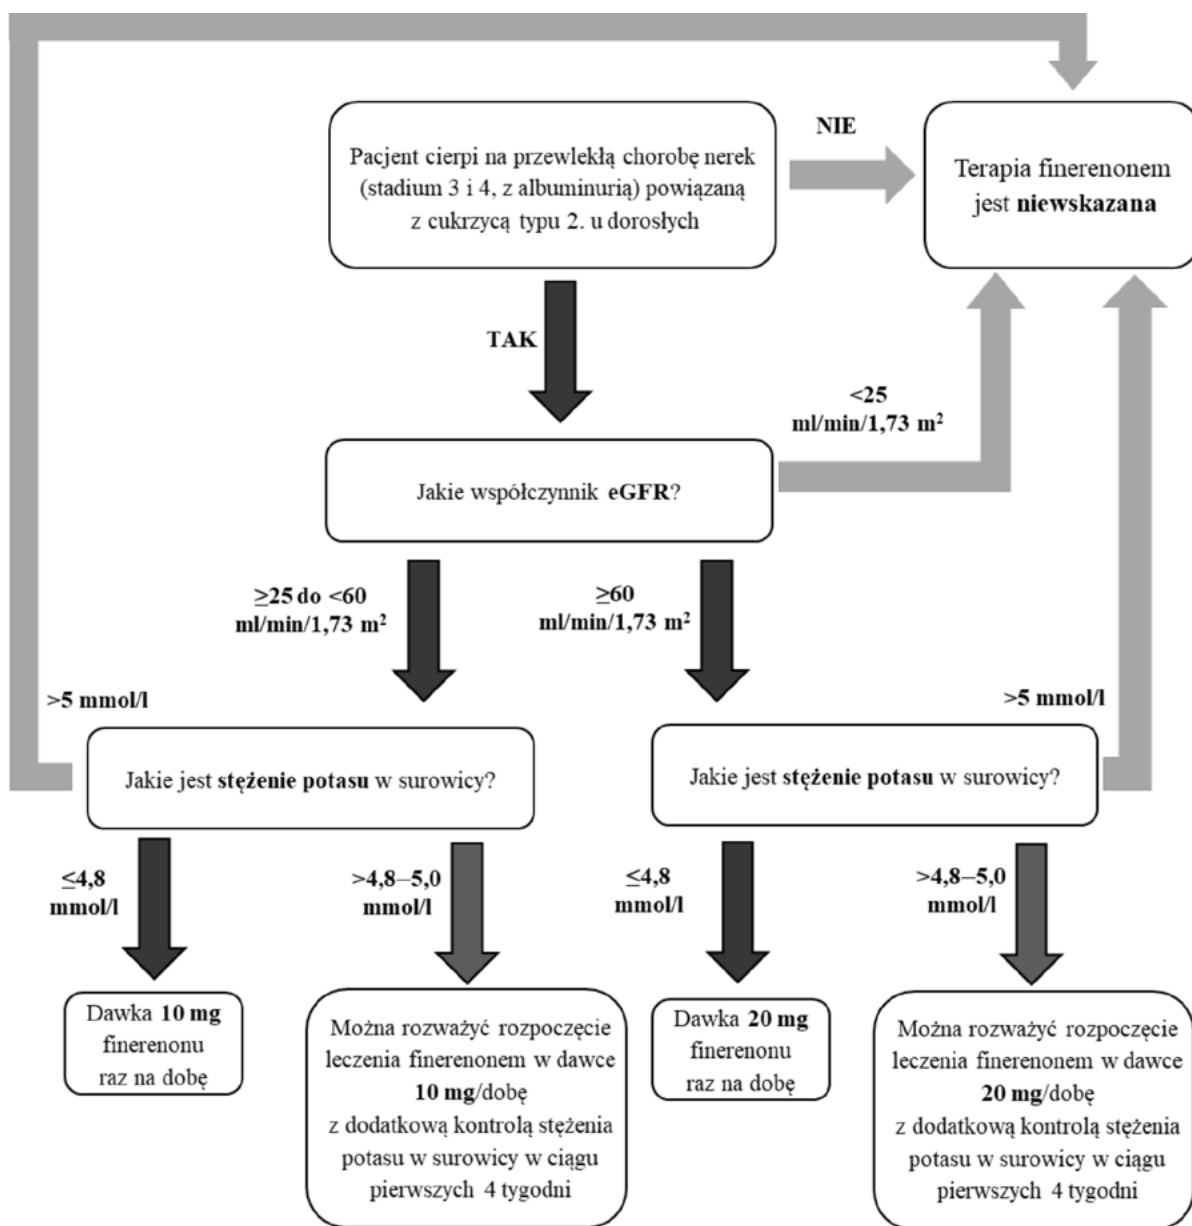 Pacjent cierpi na przewlekłą chorobę nerek
(stadium 3 i 4, z albuminurią) powiązaną
z cukrzycą typu 2. u dorosłych
NIE
Terapia finerenonem
jest niewskazana
TAK
<25
ml/min/1,73 m²
Jakie współczynnik eGFR?
≥25 do <60
ml/min/1,73 m²
≥60
ml/min/1,73 m²
>5 mmol/l
>5 mmol/l
Jakie jest stężenie potasu w surowicy?
Jakie jest stężenie potasu w surowicy?
≤4,8
mmol/l
>4,8–5,0
mmol/l
≤4,8
mmol/l
>4,8–5,0
mmol/l
Dawka 10 mg
finerenonu
raz na dobę
Można rozważyć rozpoczęcie
leczenia finerenonem w dawce
10 mg/dobę
z dodatkową kontrolą stężenia
potasu w surowicy w ciągu
pierwszych 4 tygodni
Dawka 20 mg
finerenonu
raz na dobę
Można rozważyć rozpoczęcie
leczenia finerenonem w dawce
20 mg/dobę
z dodatkową kontrolą stężenia
potasu w surowicy w ciągu
pierwszych 4 tygodni